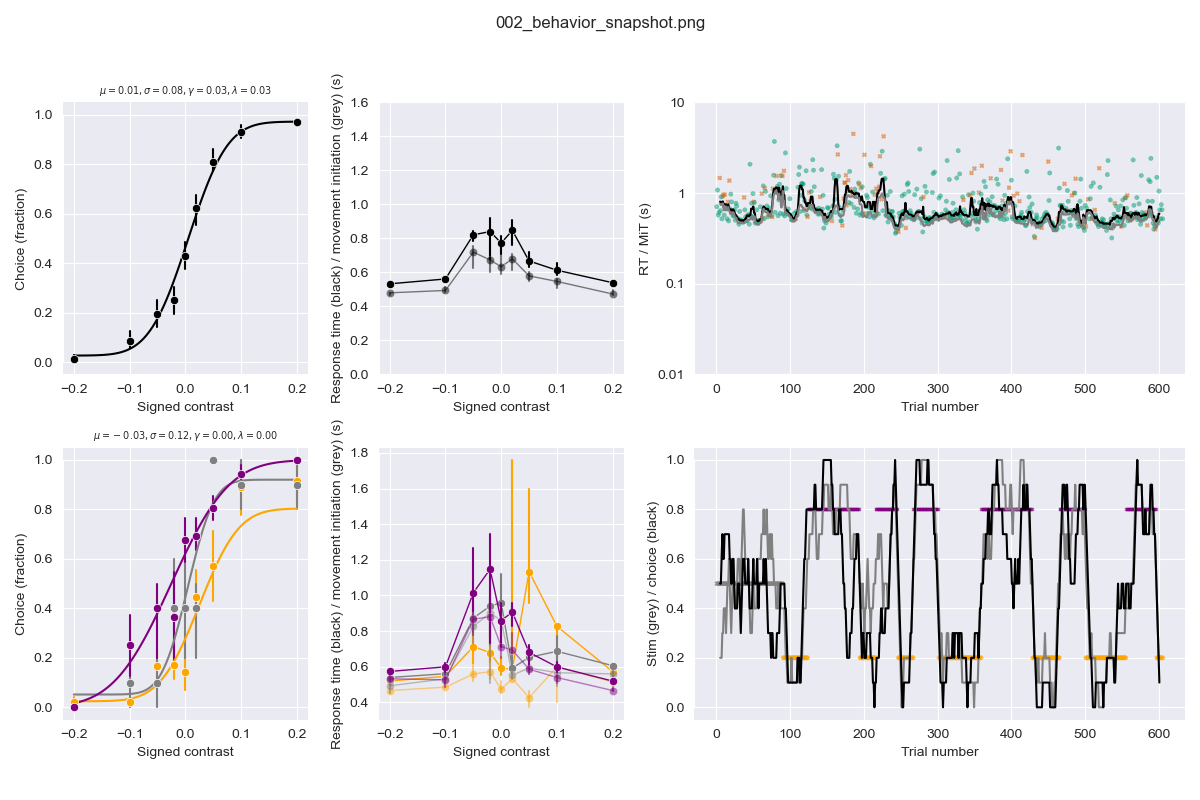 002_behavior_snapshot.png
μ = 0.01, σ = 0.08, γ = 0.03, λ = 0.03
Choice (fraction)
1.0
0.8
0.6
0.4
0.2
0.0
−0.2 −0.1 0.0 0.1 0.2
Signed contrast
Response time (black) / movement initiation (grey) (s)
1.6
1.4
1.2
1.0
0.8
0.6
0.4
0.2
0.0
−0.2 −0.1 0.0 0.1 0.2
Signed contrast
RT / MiT (s)
10
1
0.1
0.01
0 100 200 300 400 500 600
Trial number
μ = − 0.03, σ = 0.12, γ = 0.00, λ = 0.00
Choice (fraction)
1.0
0.8
0.6
0.4
0.2
0.0
−0.2 −0.1 0.0 0.1 0.2
Signed contrast
Response time (black) / movement initiation (grey) (s)
1.8
1.6
1.4
1.2
1.0
0.8
0.6
0.4
−0.2 −0.1 0.0 0.1 0.2
Signed contrast
Stim (grey) / choice (black)
1.0
0.8
0.6
0.4
0.2
0.0
0 100 200 300 400 500 600
Trial number